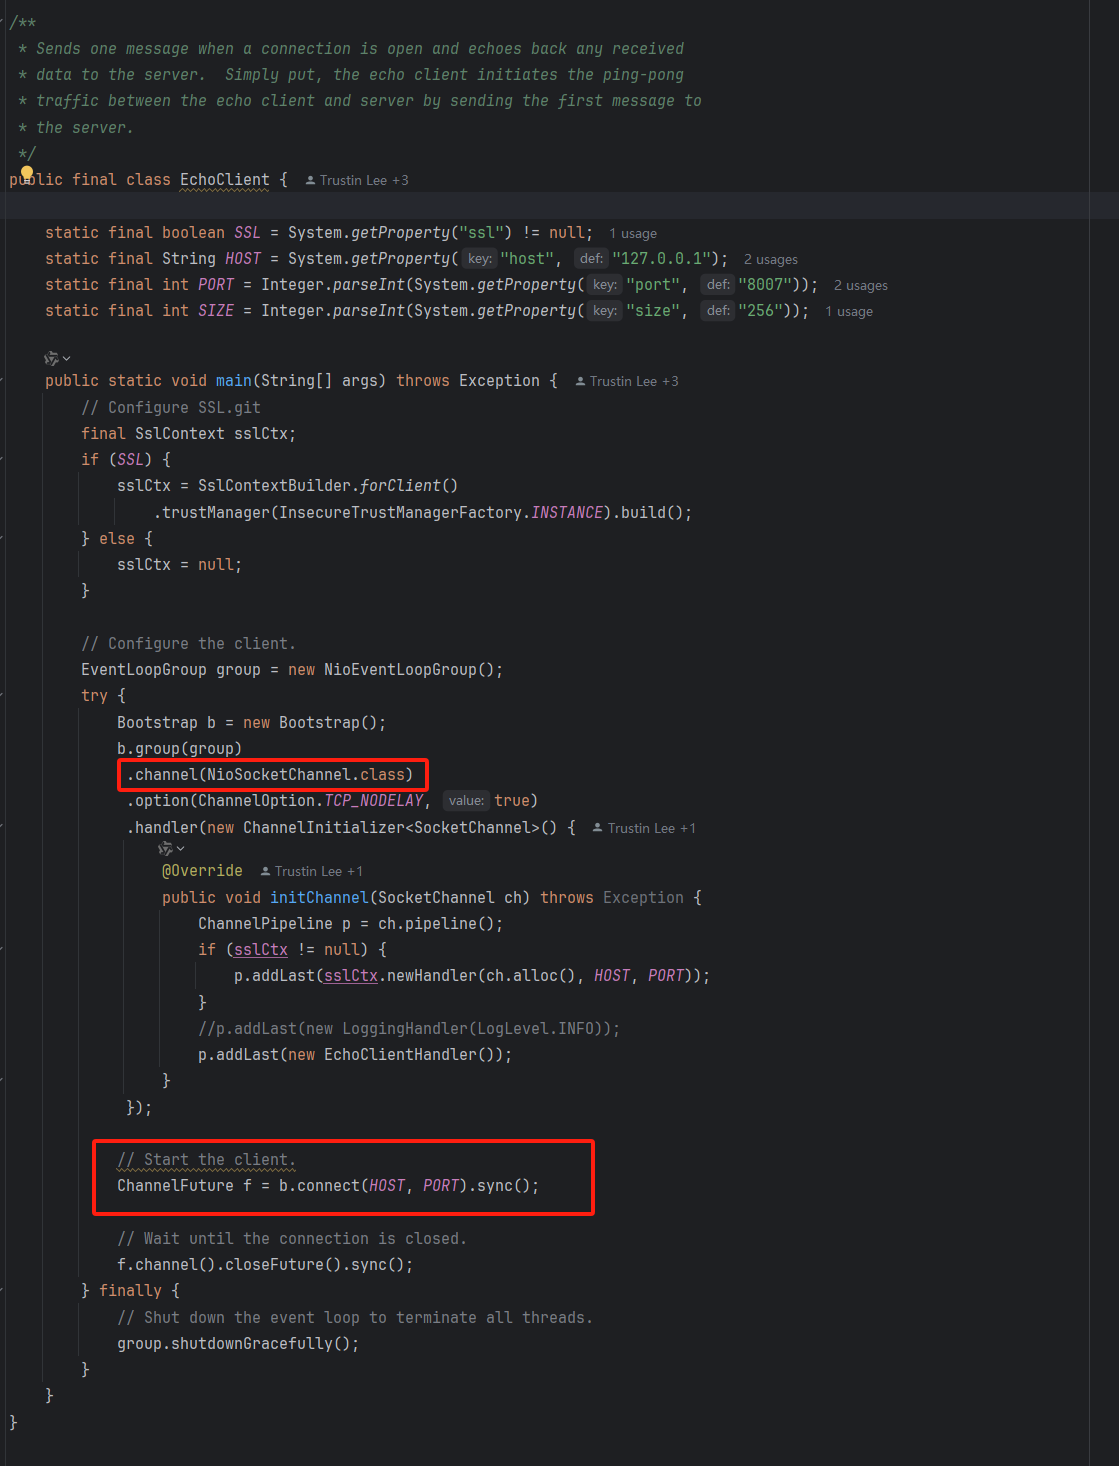 /**
 * Sends one message when a connection is open and echoes back any received
 * data to the server.  Simply put, the echo client initiates the ping-pong
 * traffic between the echo client and server by sending the first message to
 * the server.
 */
public final class EchoClient {  Trustin Lee +3
static final boolean SSL = System.getProperty("ssl") != null;  1 usage
static final String HOST = System.getProperty( key: "host",  def: "127.0.0.1");  2 usages
static final int PORT = Integer.parseInt(System.getProperty( key: "port",  def: "8007"));  2 usages
static final int SIZE = Integer.parseInt(System.getProperty( key: "size",  def: "256"));  1 usage
public static void main(String[] args) throws Exception {  Trustin Lee +3
// Configure SSL.git
final SslContext sslCtx;
if (SSL) {
sslCtx = SslContextBuilder.forClient()
.trustManager(InsecureTrustManagerFactory.INSTANCE).build();
} else {
sslCtx = null;
}
// Configure the client.
EventLoopGroup group = new NioEventLoopGroup();
try {
Bootstrap b = new Bootstrap();
b.group(group)
.channel(NioSocketChannel.class)
.option(ChannelOption.TCP_NODELAY,  value: true)
.handler(new ChannelInitializer<SocketChannel>() {  Trustin Lee +1
@Override  Trustin Lee +1
public void initChannel(SocketChannel ch) throws Exception {
ChannelPipeline p = ch.pipeline();
if (sslCtx != null) {
p.addLast(sslCtx.newHandler(ch.alloc(), HOST, PORT));
}
//p.addLast(new LoggingHandler(LogLevel.INFO));
p.addLast(new EchoClientHandler());
}
});
// Start the client.
ChannelFuture f = b.connect(HOST, PORT).sync();
// Wait until the connection is closed.
f.channel().closeFuture().sync();
} finally {
// Shut down the event loop to terminate all threads.
group.shutdownGracefully();
}
}
}